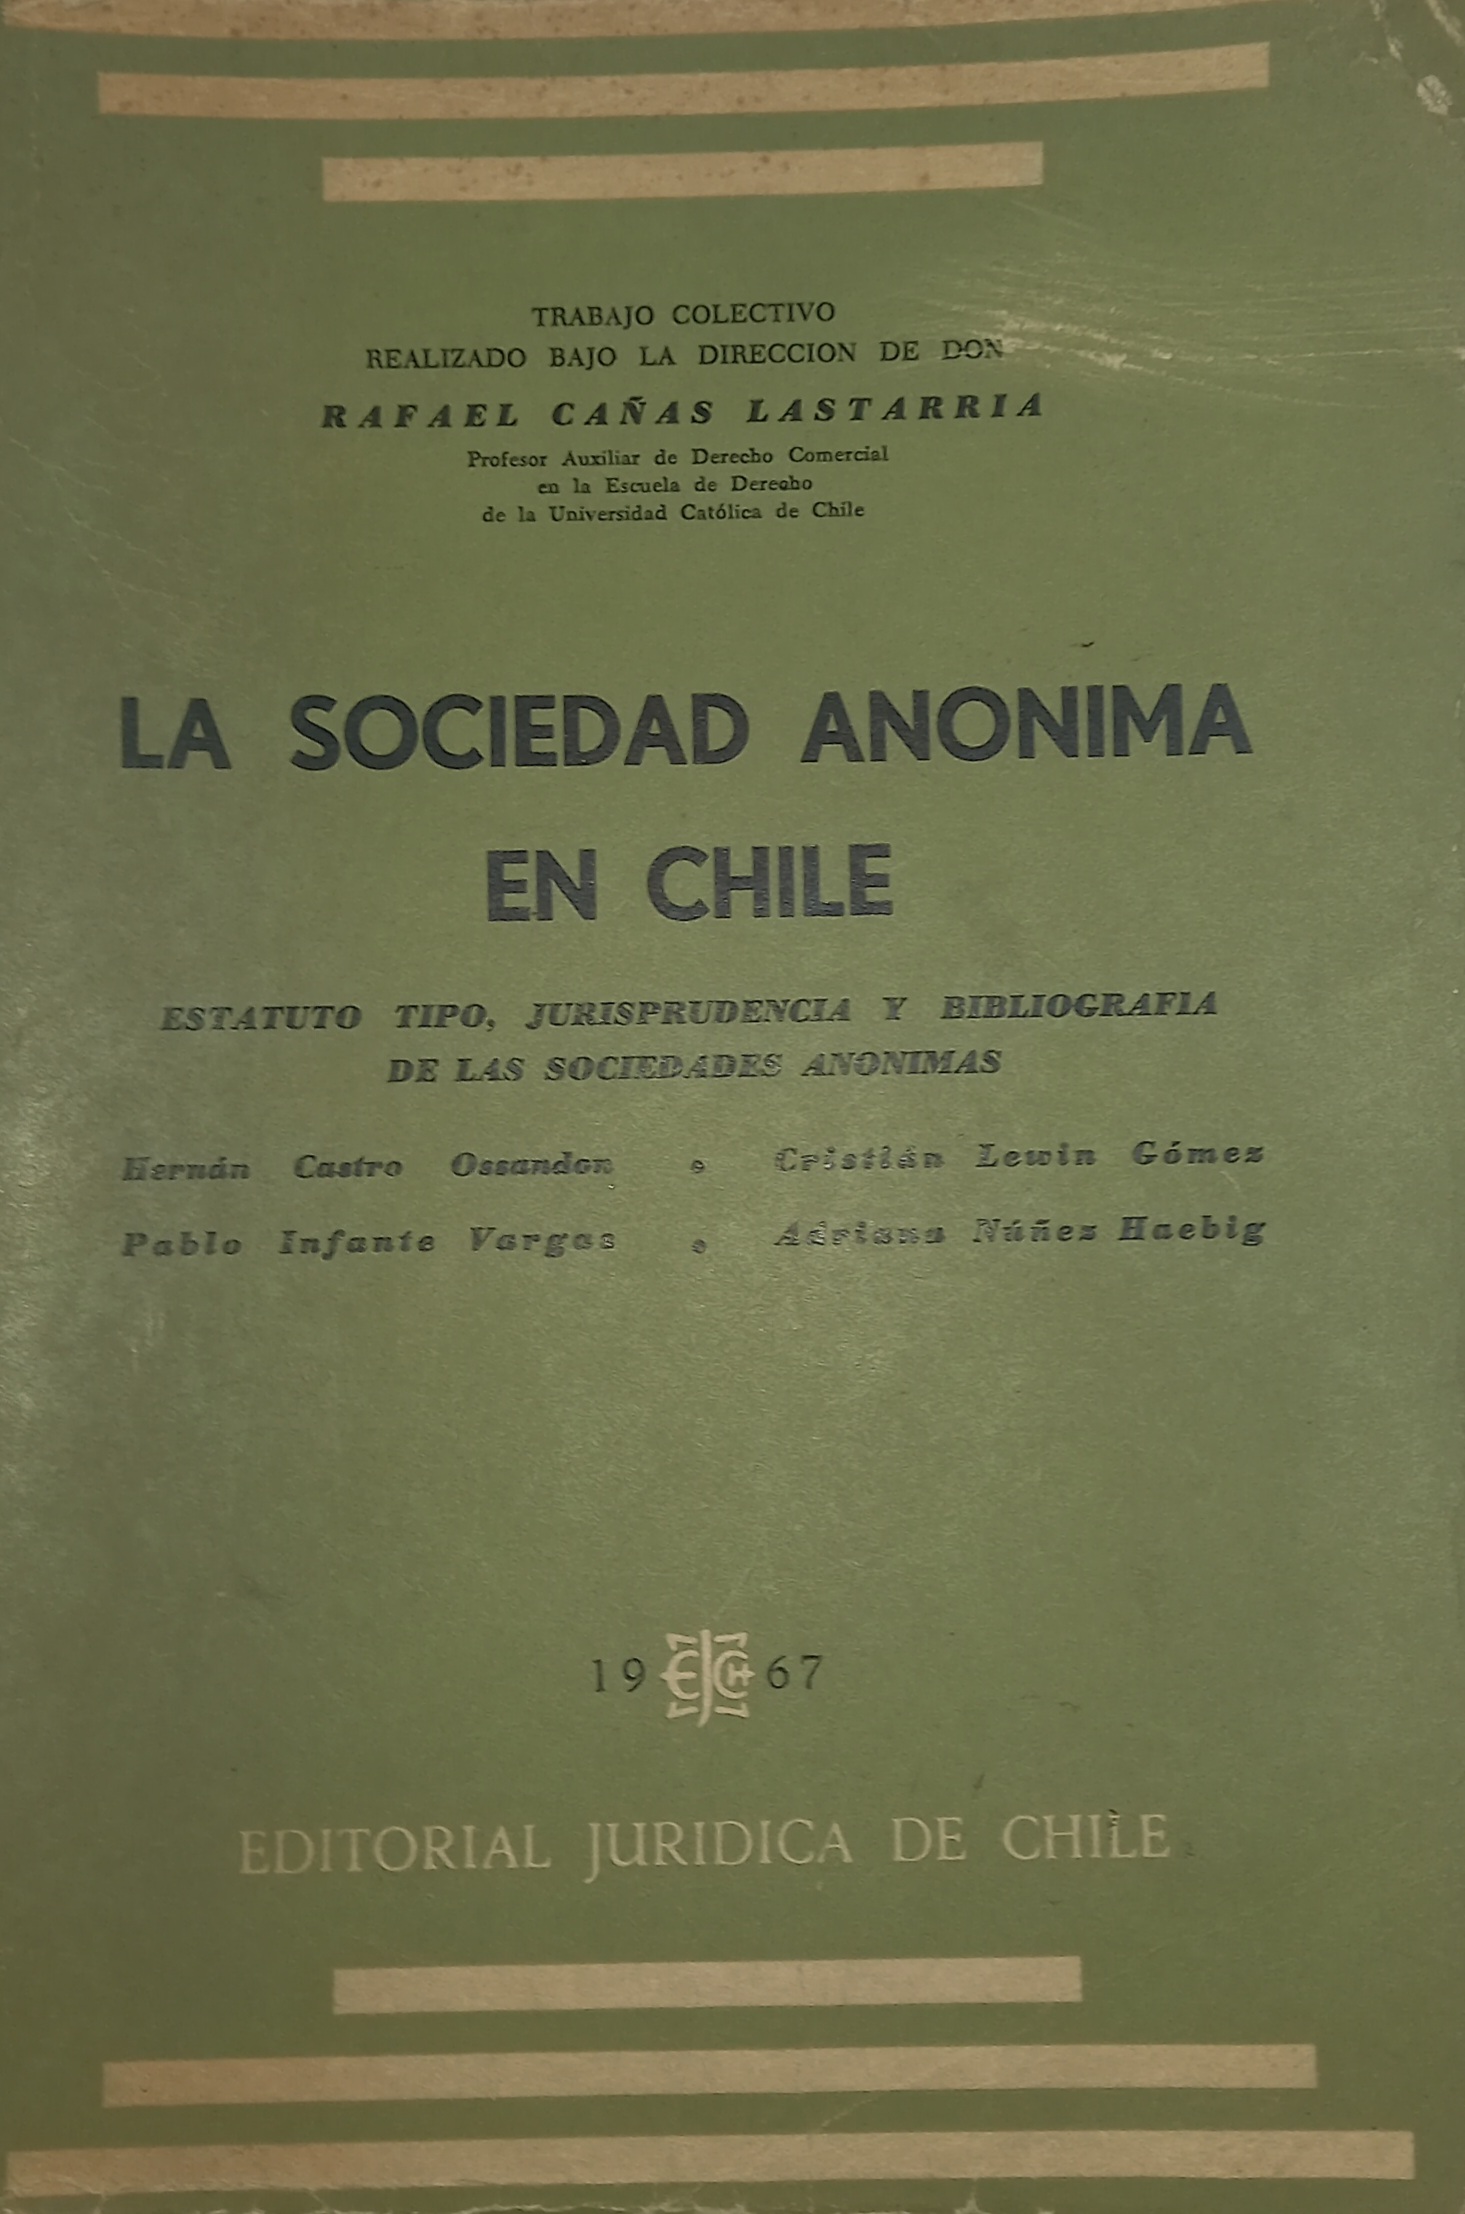 TRABAJO COLECTIVO
REALIZADO BAJO LA DIRECCION DE DON
RAFAEL CAÑAS LASTARRIA
Profesor Auxiliar de Derecho Comercial
en la Escuela de Derecho
de la Universidad Católica de Chile
LA SOCIEDAD ANONIMA
EN CHILE
ESTATUTO TIPO, JURISPRUDENCIA Y BIBLIOGRAFIA
DE LAS SOCIEDADES ANONIMAS
Hernán Castro Ossandon • Cristián Lewin Gómez
Pablo Infante Vargas • Adriana Núñez Haebig
19 EJCH 67
EDITORIAL JURIDICA DE CHILE